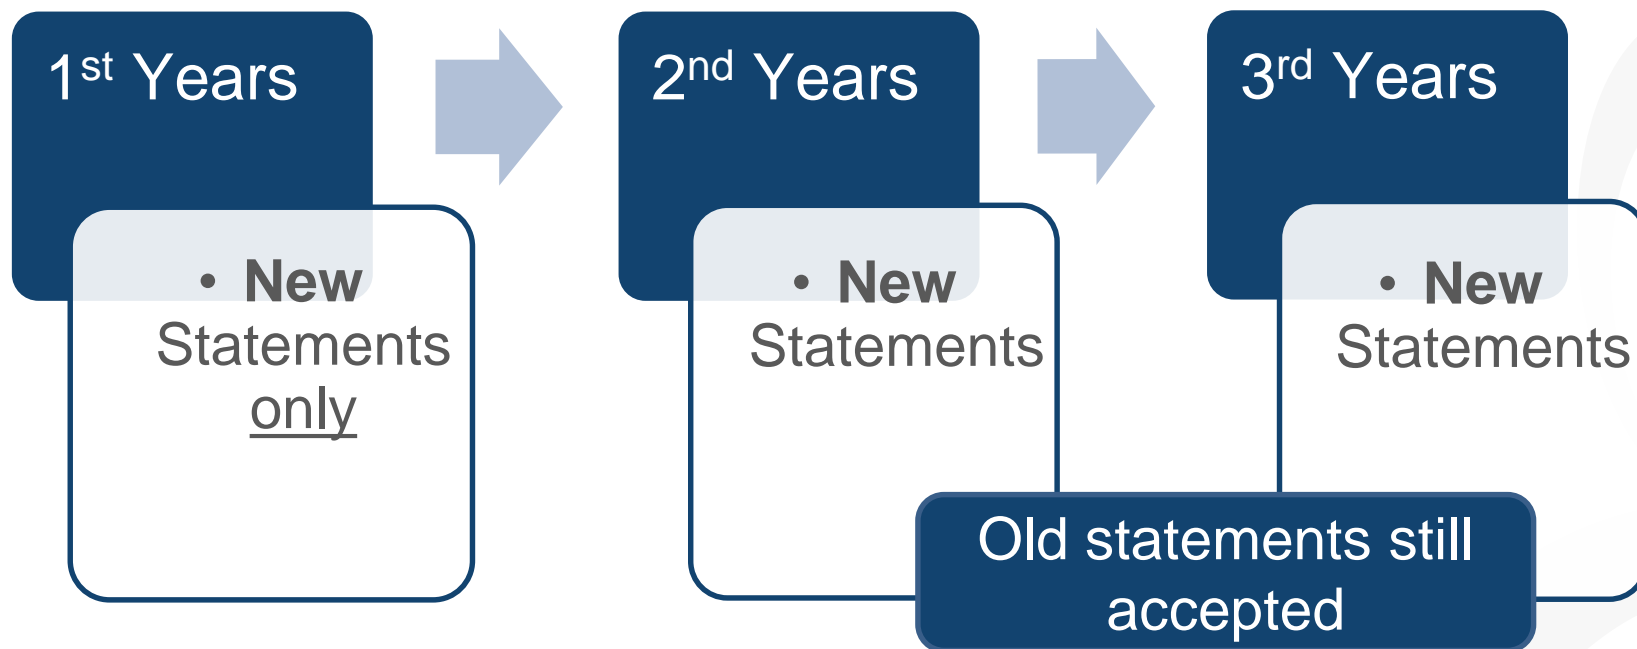 1st Years
• New
Statements
only
2nd Years
• New
Statements
3rd Years
• New
Statements
Old statements still
accepted